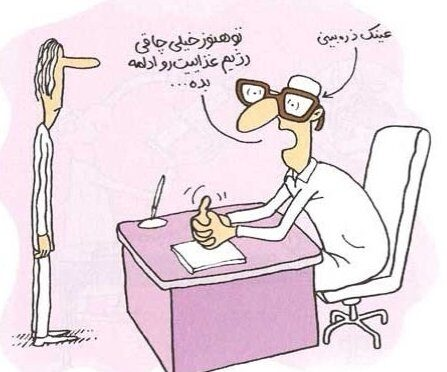 تو هنوز خیلی چاقی
رژیم غذاییت رو ادامه
بده...
عینک ذره بینی